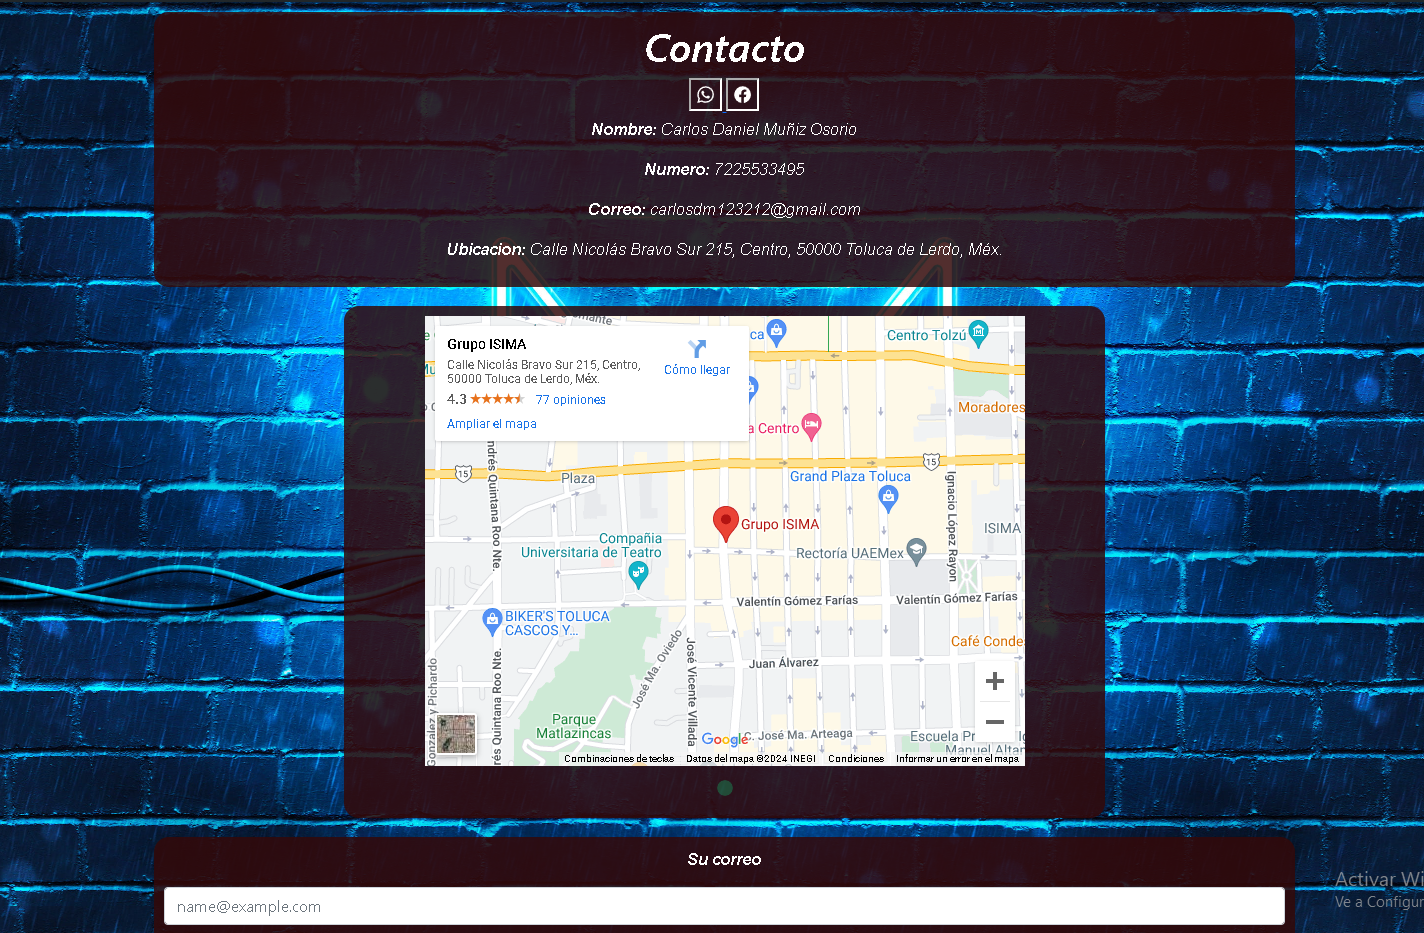 Contacto
Nombre: Carlos Daniel Muñiz Osorio
Numero: 7225533495
Correo: carlosdm123212@gmail.com
Ubicacion: Calle Nicolás Bravo Sur 215, Centro, 50000 Toluca de Lerdo, Méx.
Grupo ISIMA
Calle Nicolás Bravo Sur 215, Centro,
50000 Toluca de Lerdo, Méx.
Cómo llegar
4.3
77 opiniones
Ampliar el mapa
Centro Tolzú
Moradores
a Centro
15
15
Plaza
Grand Plaza Toluca
Andrés Quintana Roo Nte.
Ignacio López Rayon
Grupo ISIMA
ISIMA
Compañia
Universitaria de Teatro
Rectoría UAEMex
Valentín Gómez Farías
Valentín Gómez Farías
BIKER'S TOLUCA
CASCOS Y...
Café Conde
José Ma. Oviedo
José Vicente Villada
Juan Álvarez
Gonzalez y Pichardo
rés Quintana Roo Nte.
Parque
Matlazincas
Google
C. José Ma. Arteaga
Escuela Pr
Manuel Altar
Combinaciones de teclas
Datos del mapa ©2024 INEGI
Condiciones
Informar un error en el mapa
Su correo
name@example.com
Activar Wi
Ve a Configur